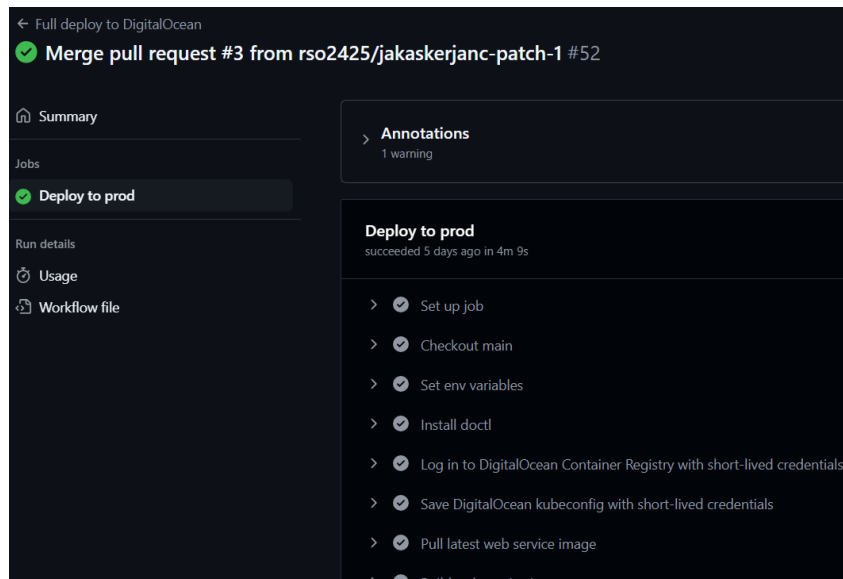 ← Full deploy to DigitalOcean
Merge pull request #3 from rso2425/jakaskerjanc-patch-1 #52
Summary
Jobs
Deploy to prod
Run details
Usage
Workflow file
Annotations
1 warning
Deploy to prod
succeeded 5 days ago in 4m 9s
Set up job
Checkout main
Set env variables
Install doctl
Log in to DigitalOcean Container Registry with short-lived credentials
Save DigitalOcean kubeconfig with short-lived credentials
Pull latest web service image